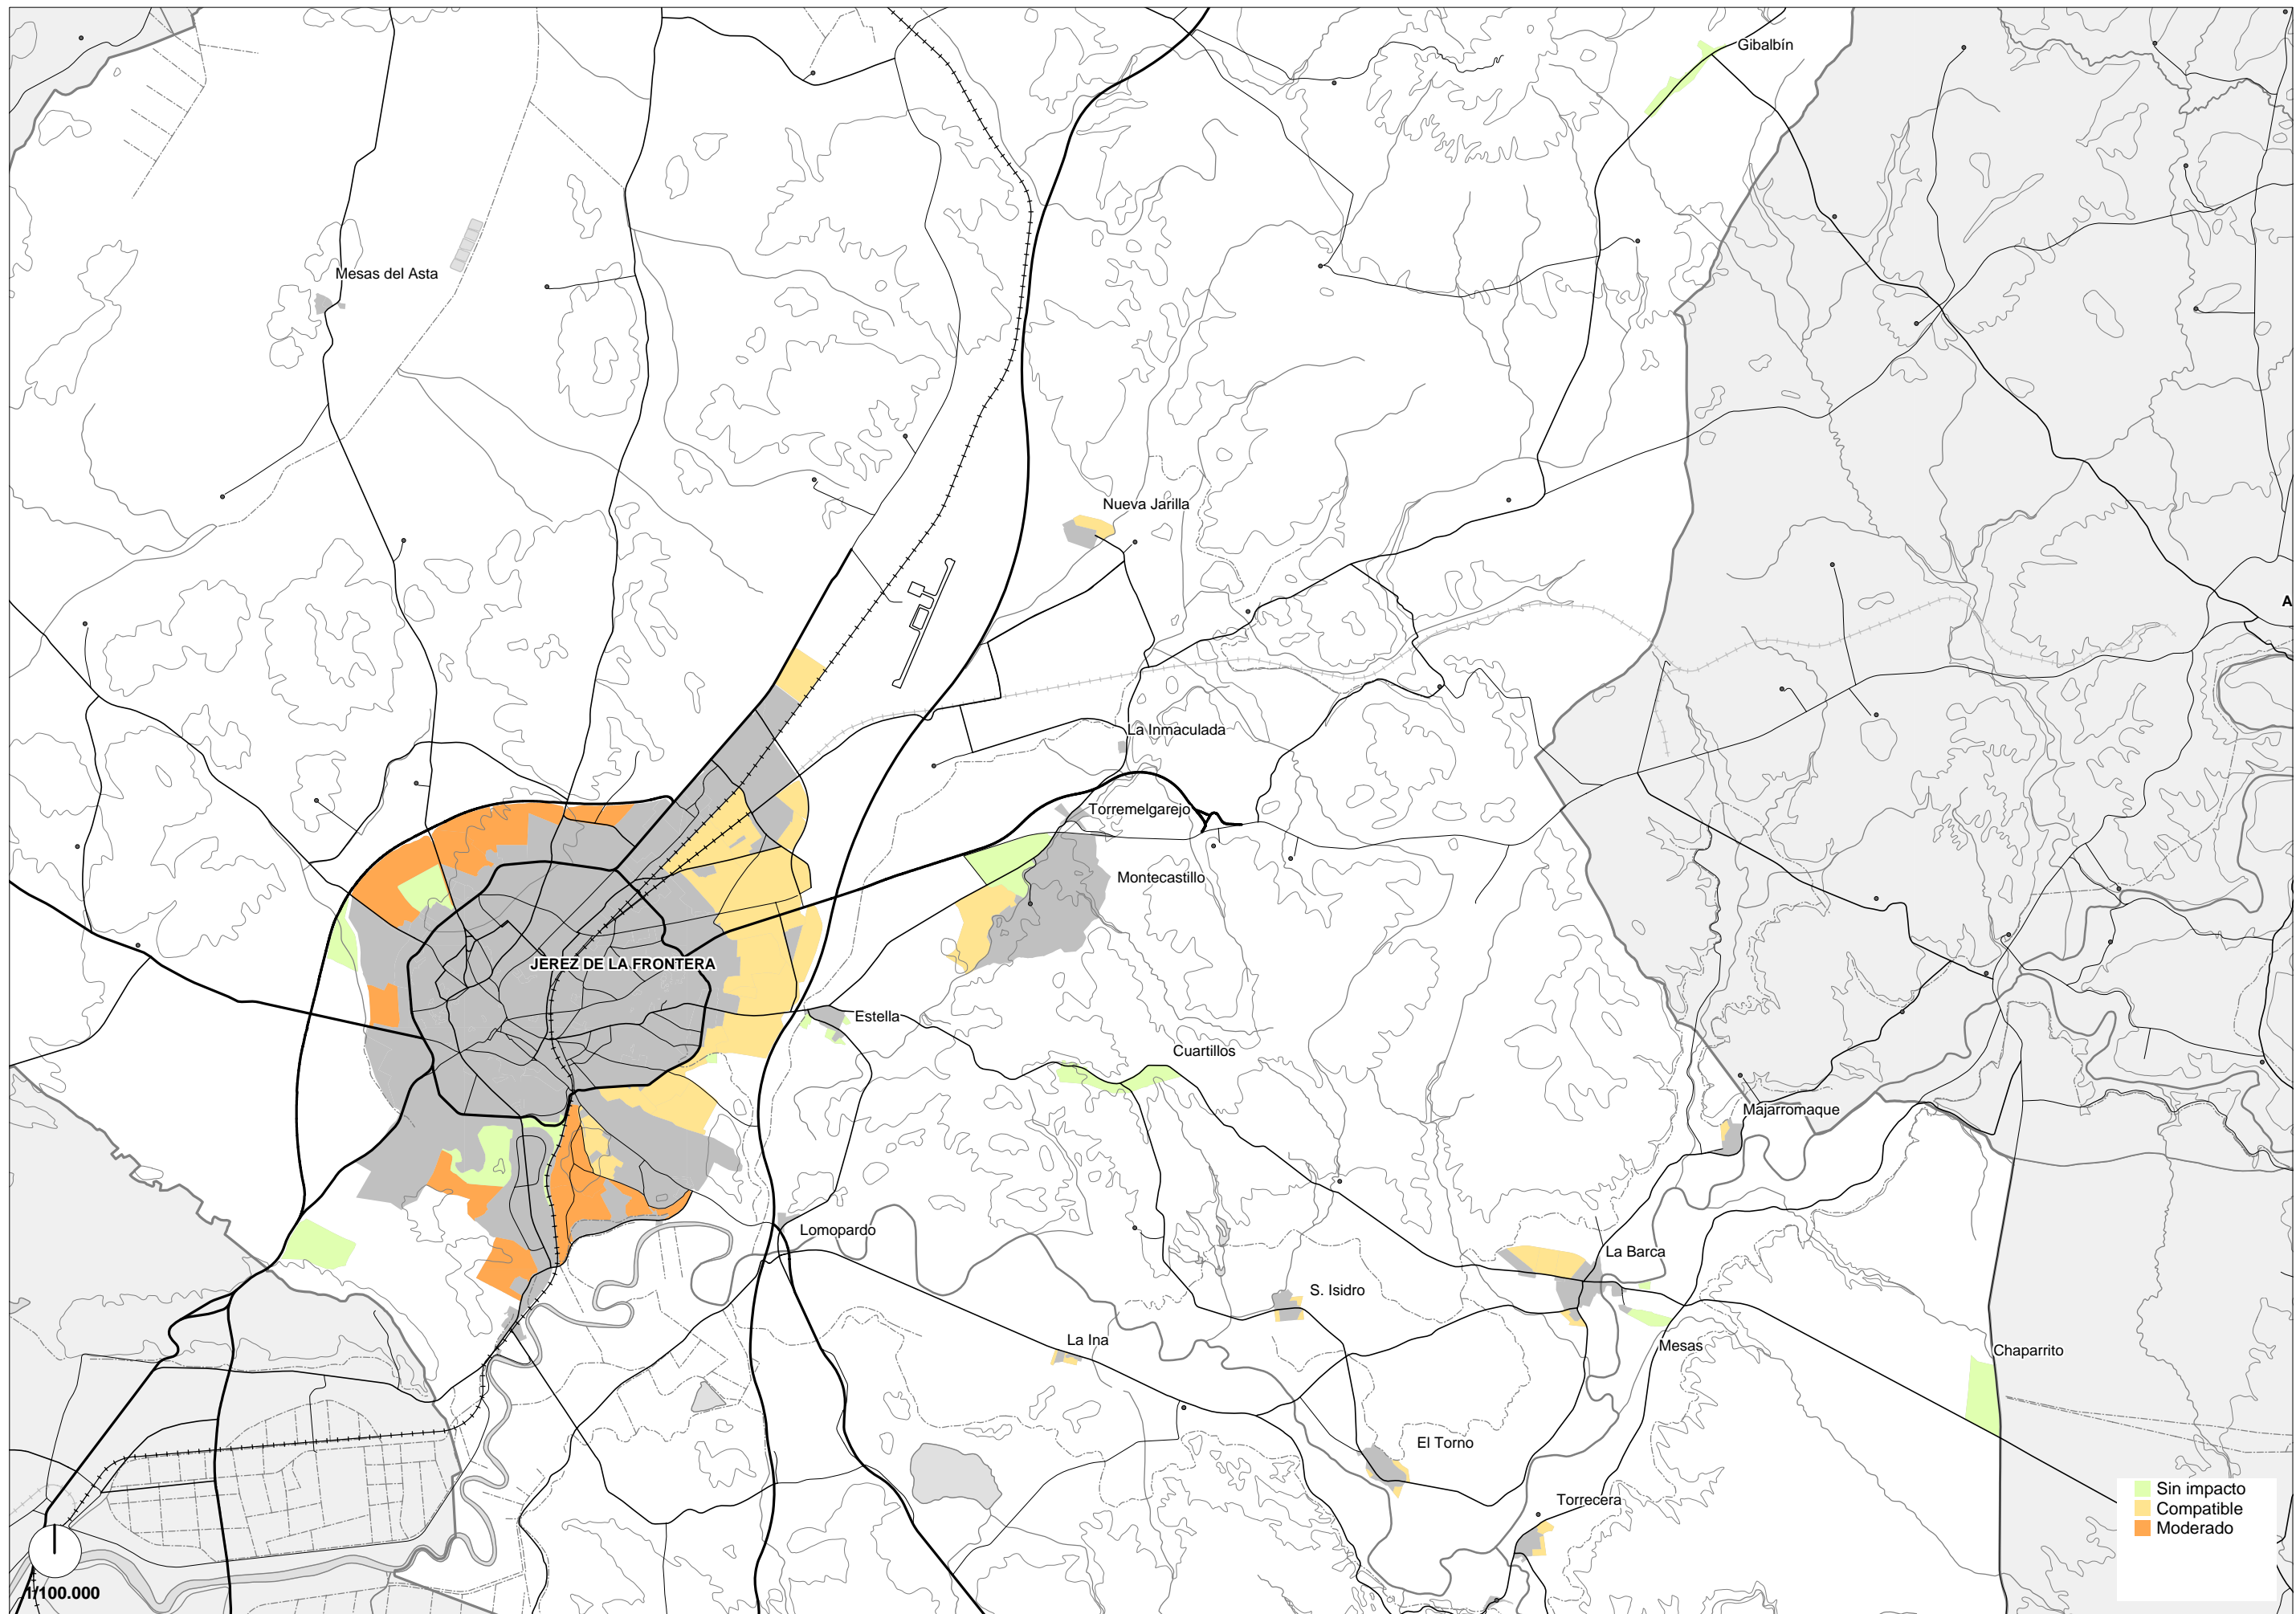 Gibalbín
Mesas del Asta
Nueva Jarilla
A
La Inmaculada
Torremelgarejo
Montecastillo
JEREZ DE LA FRONTERA
Estella
Cuartillos
Majarromaque
Lomopardo
La Barca
S. Isidro
La Ina
Mesas
Chaparrito
El Torno
Torrecera
Sin impacto
Compatible
Moderado
1/100.000